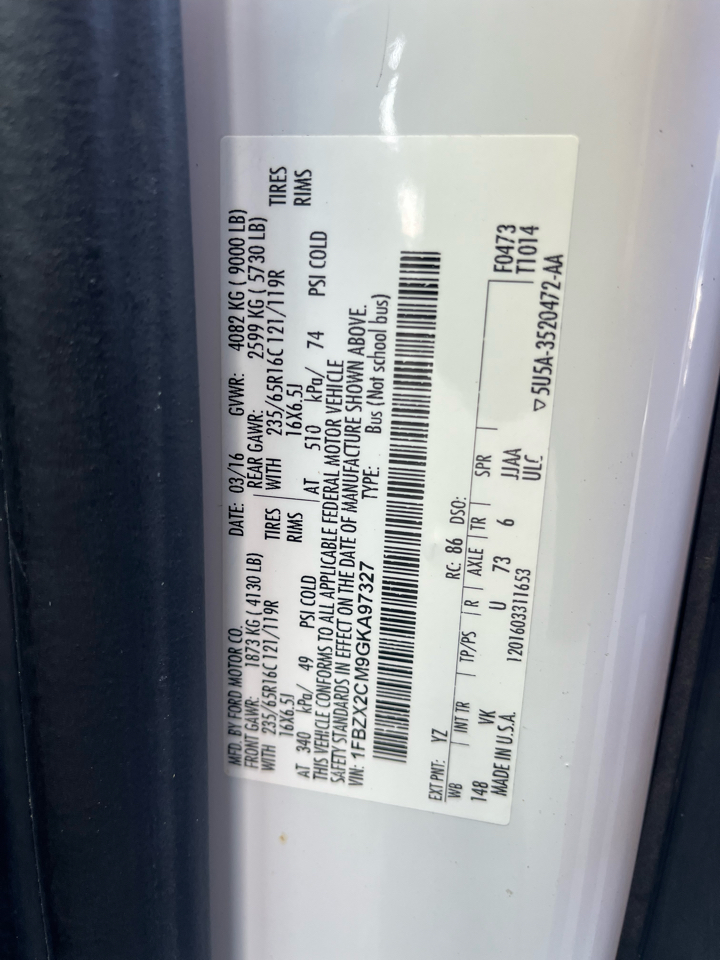 MFD. BY FORD MOTOR CO.
DATE: 03/16 GVWR: 4082 KG ( 9000 LB)
FRONT GAWR: 1873 KG ( 4130 LB)
REAR GAWR: 2599 KG ( 5730 LB)
WITH 235/65R16C 121/119R TIRES
WITH 235/65R16C 121/119R TIRES
16X6.5J RIMS
16X6.5J RIMS
AT 340 kPa/ 49 PSI COLD
AT 510 kPa/ 74 PSI COLD
THIS VEHICLE CONFORMS TO ALL APPLICABLE FEDERAL MOTOR VEHICLE
SAFETY STANDARDS IN EFFECT ON THE DATE OF MANUFACTURE SHOWN ABOVE.
VIN: 1FBZX2CM9GKA97327
TYPE: Bus (Not school bus)
EXT PNT: YZ RC: 86 DSO:
WB INT TR TP/PS R AXLE TR SPR
148 VK U 73 6 JJAA
F0473
T1014
MADE IN U.S.A. 1201603311653 ULC
▽5U5A-3520472-AA